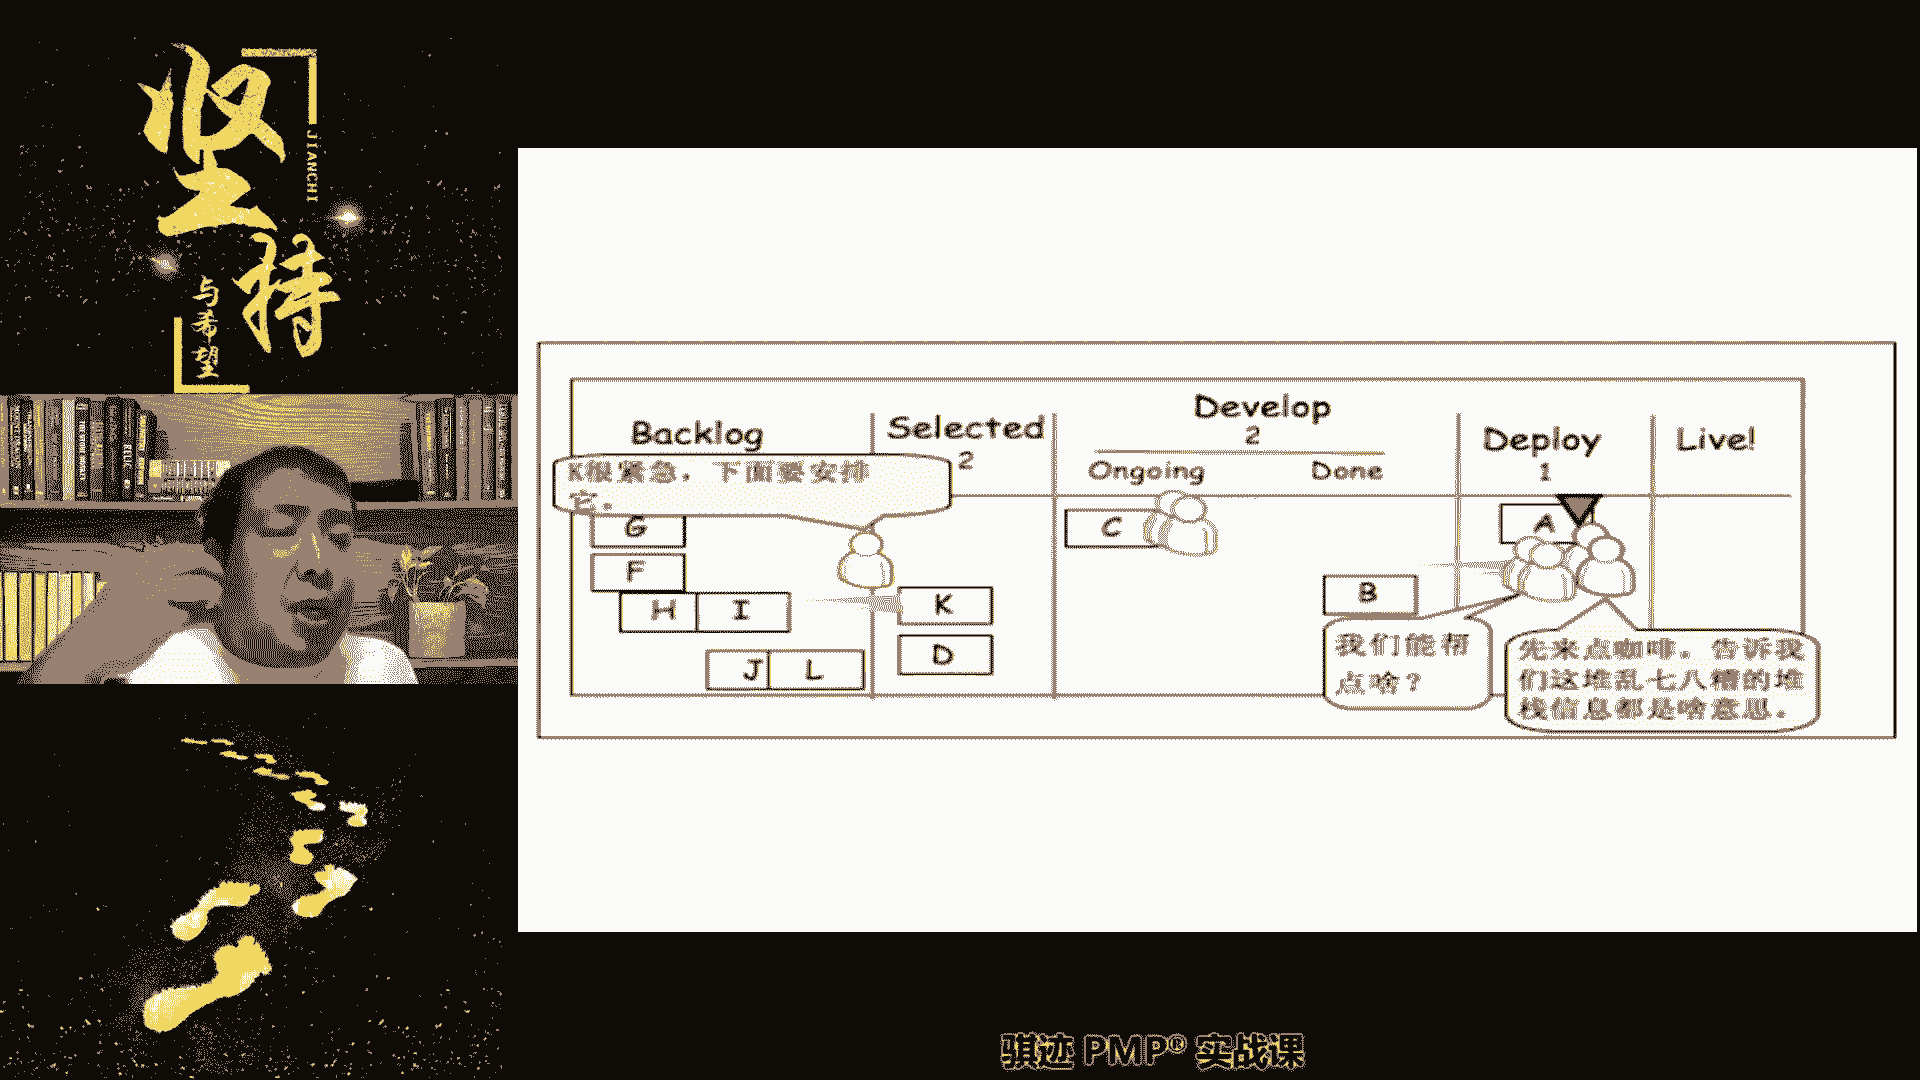 坚持
JIANCHI
与希望
Backlog
Selected
2
Develop
2
Ongoing
Done
Deploy
1
Live!
K很紧急，下面要安排
它。
G
F
H
I
J
L
K
D
C
B
A
我们能帮
点啥？
先来点咖啡。告诉我
们这堆乱七八糟的堆
栈信息都是啥意思。
骐迹 PMP® 实战课